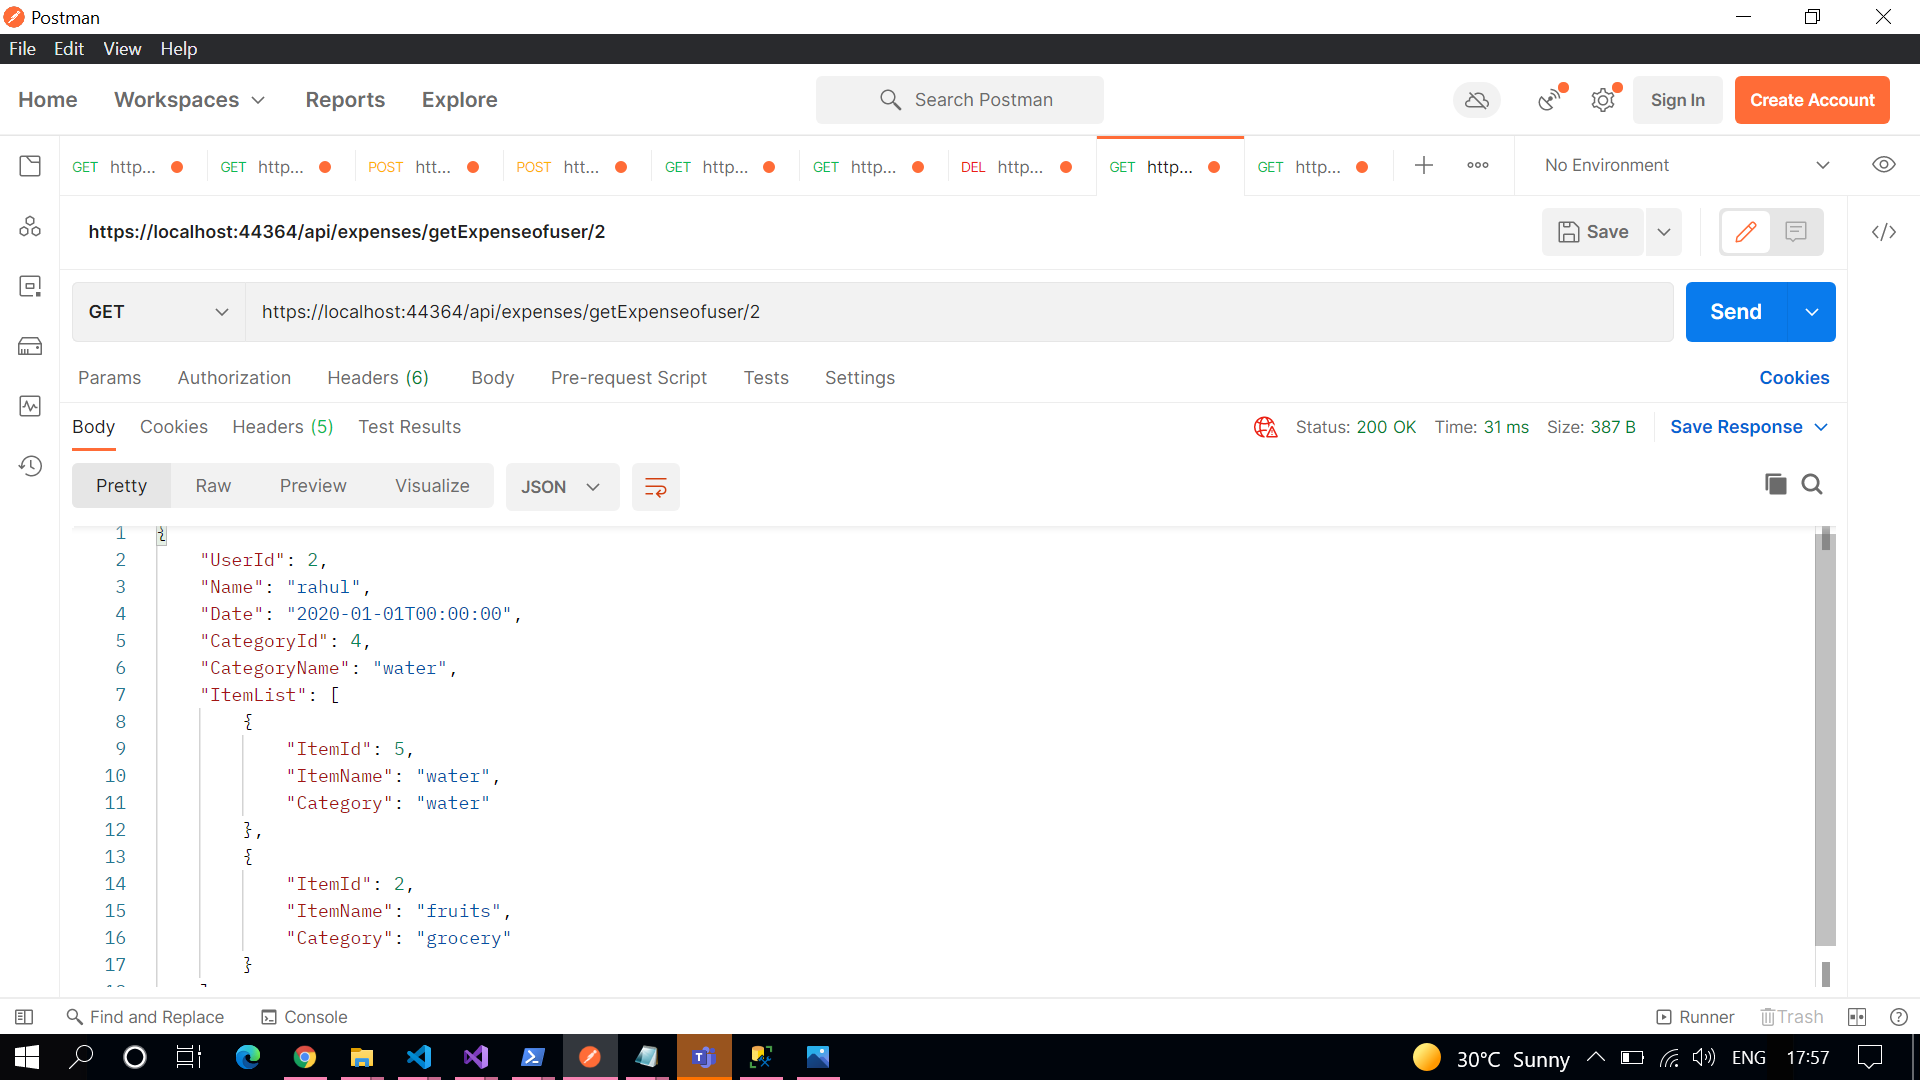 Postman
File Edit View Help
Home Workspaces Reports Explore Search Postman Sign In Create Account
GET http... GET http... POST htt... POST htt... GET http... GET http... DEL http... GET http... GET http... No Environment
https://localhost:44364/api/expenses/getExpenseofuser/2 Save
GET https://localhost:44364/api/expenses/getExpenseofuser/2 Send
Params Authorization Headers (6) Body Pre-request Script Tests Settings Cookies
Body Cookies Headers (5) Test Results Status: 200 OK Time: 31 ms Size: 387 B Save Response
Pretty Raw Preview Visualize JSON
1 {
2 "UserId": 2,
3 "Name": "rahul",
4 "Date": "2020-01-01T00:00:00",
5 "CategoryId": 4,
6 "CategoryName": "water",
7 "ItemList": [
8 {
9 "ItemId": 5,
10 "ItemName": "water",
11 "Category": "water"
12 },
13 {
14 "ItemId": 2,
15 "ItemName": "fruits",
16 "Category": "grocery"
17 }
Find and Replace Console Runner Trash
30°C Sunny ENG 17:57